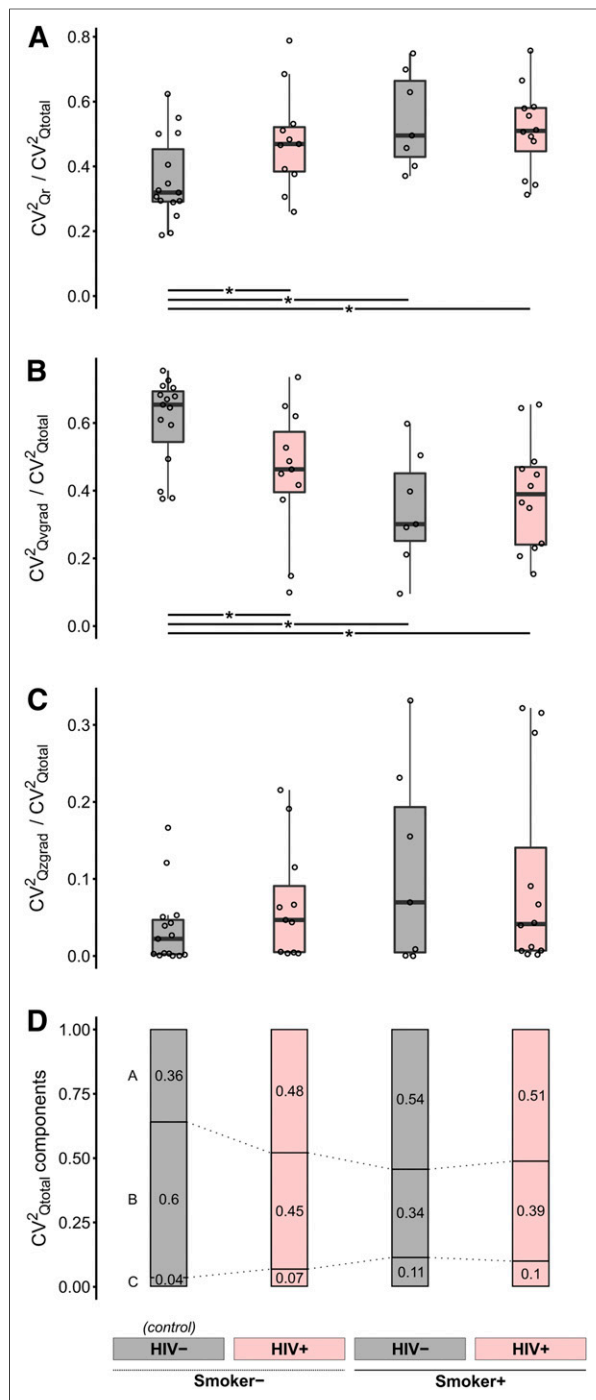 A
0.8
0.6
0.4
0.2
0.0
CV²Qr / CV²Qtotal
*
*
*
B
0.6
0.4
0.2
0.0
CV²Qvgrad / CV²Qtotal
*
*
*
C
0.3
0.2
0.1
0.0
CV²Qzgrad / CV²Qtotal
D
1.00
0.75
0.50
0.25
0.00
CV²Qtotal components
A 0.36 0.48 0.54 0.51
B 0.6 0.45 0.34 0.39
C 0.04 0.07 0.11 0.1
(control)
HIV− HIV+ HIV− HIV+
Smoker− Smoker+